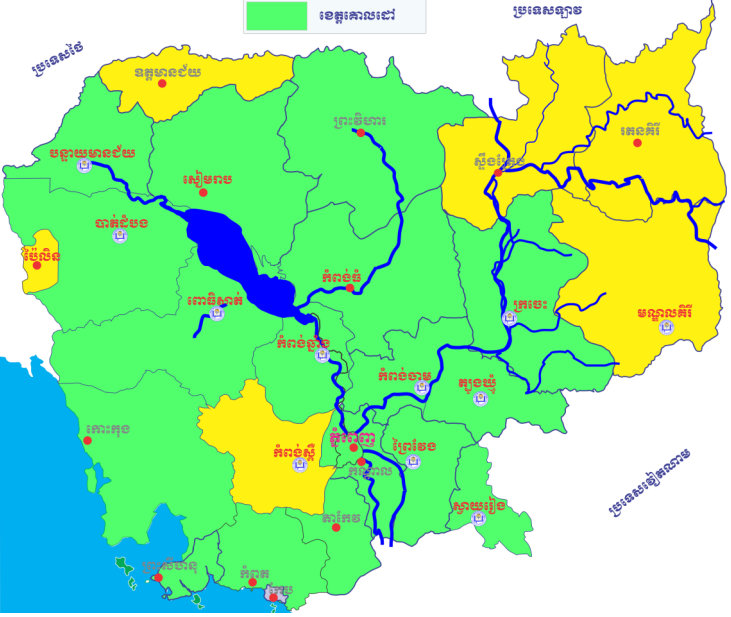 ខេត្តគោលដៅ
ប្រទេសឡាវ
ប្រទេសថៃ
ឧត្តរមានជ័យ
ព្រះវិហារ
រតនគិរី
បន្ទាយមានជ័យ
ស្ទឹងត្រែង
សៀមរាប
បាត់ដំបង
ប៉ៃលិន
កំពង់ធំ
ពោធិ៍សាត់
ក្រចេះ
មណ្ឌលគិរី
កំពង់ឆ្នាំង
កំពង់ចាម
ត្បូងឃ្មុំ
កោះកុង
ភ្នំពេញ
កំពង់ស្ពឺ
ព្រៃវែង
កណ្តាល
ប្រទេសវៀតណាម
ស្វាយរៀង
តាកែវ
ព្រះសីហនុ
កំពត
កែប